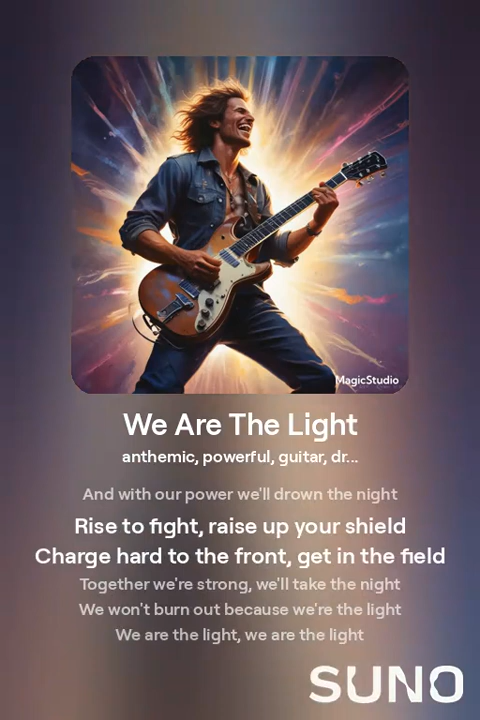 MagicStudio
We Are The Light
anthemic, powerful, guitar, dr...
And with our power we'll drown the night
Rise to fight, raise up your shield
Charge hard to the front, get in the field
Together we're strong, we'll take the night
We won't burn out because we're the light
We are the light, we are the light
SUNO